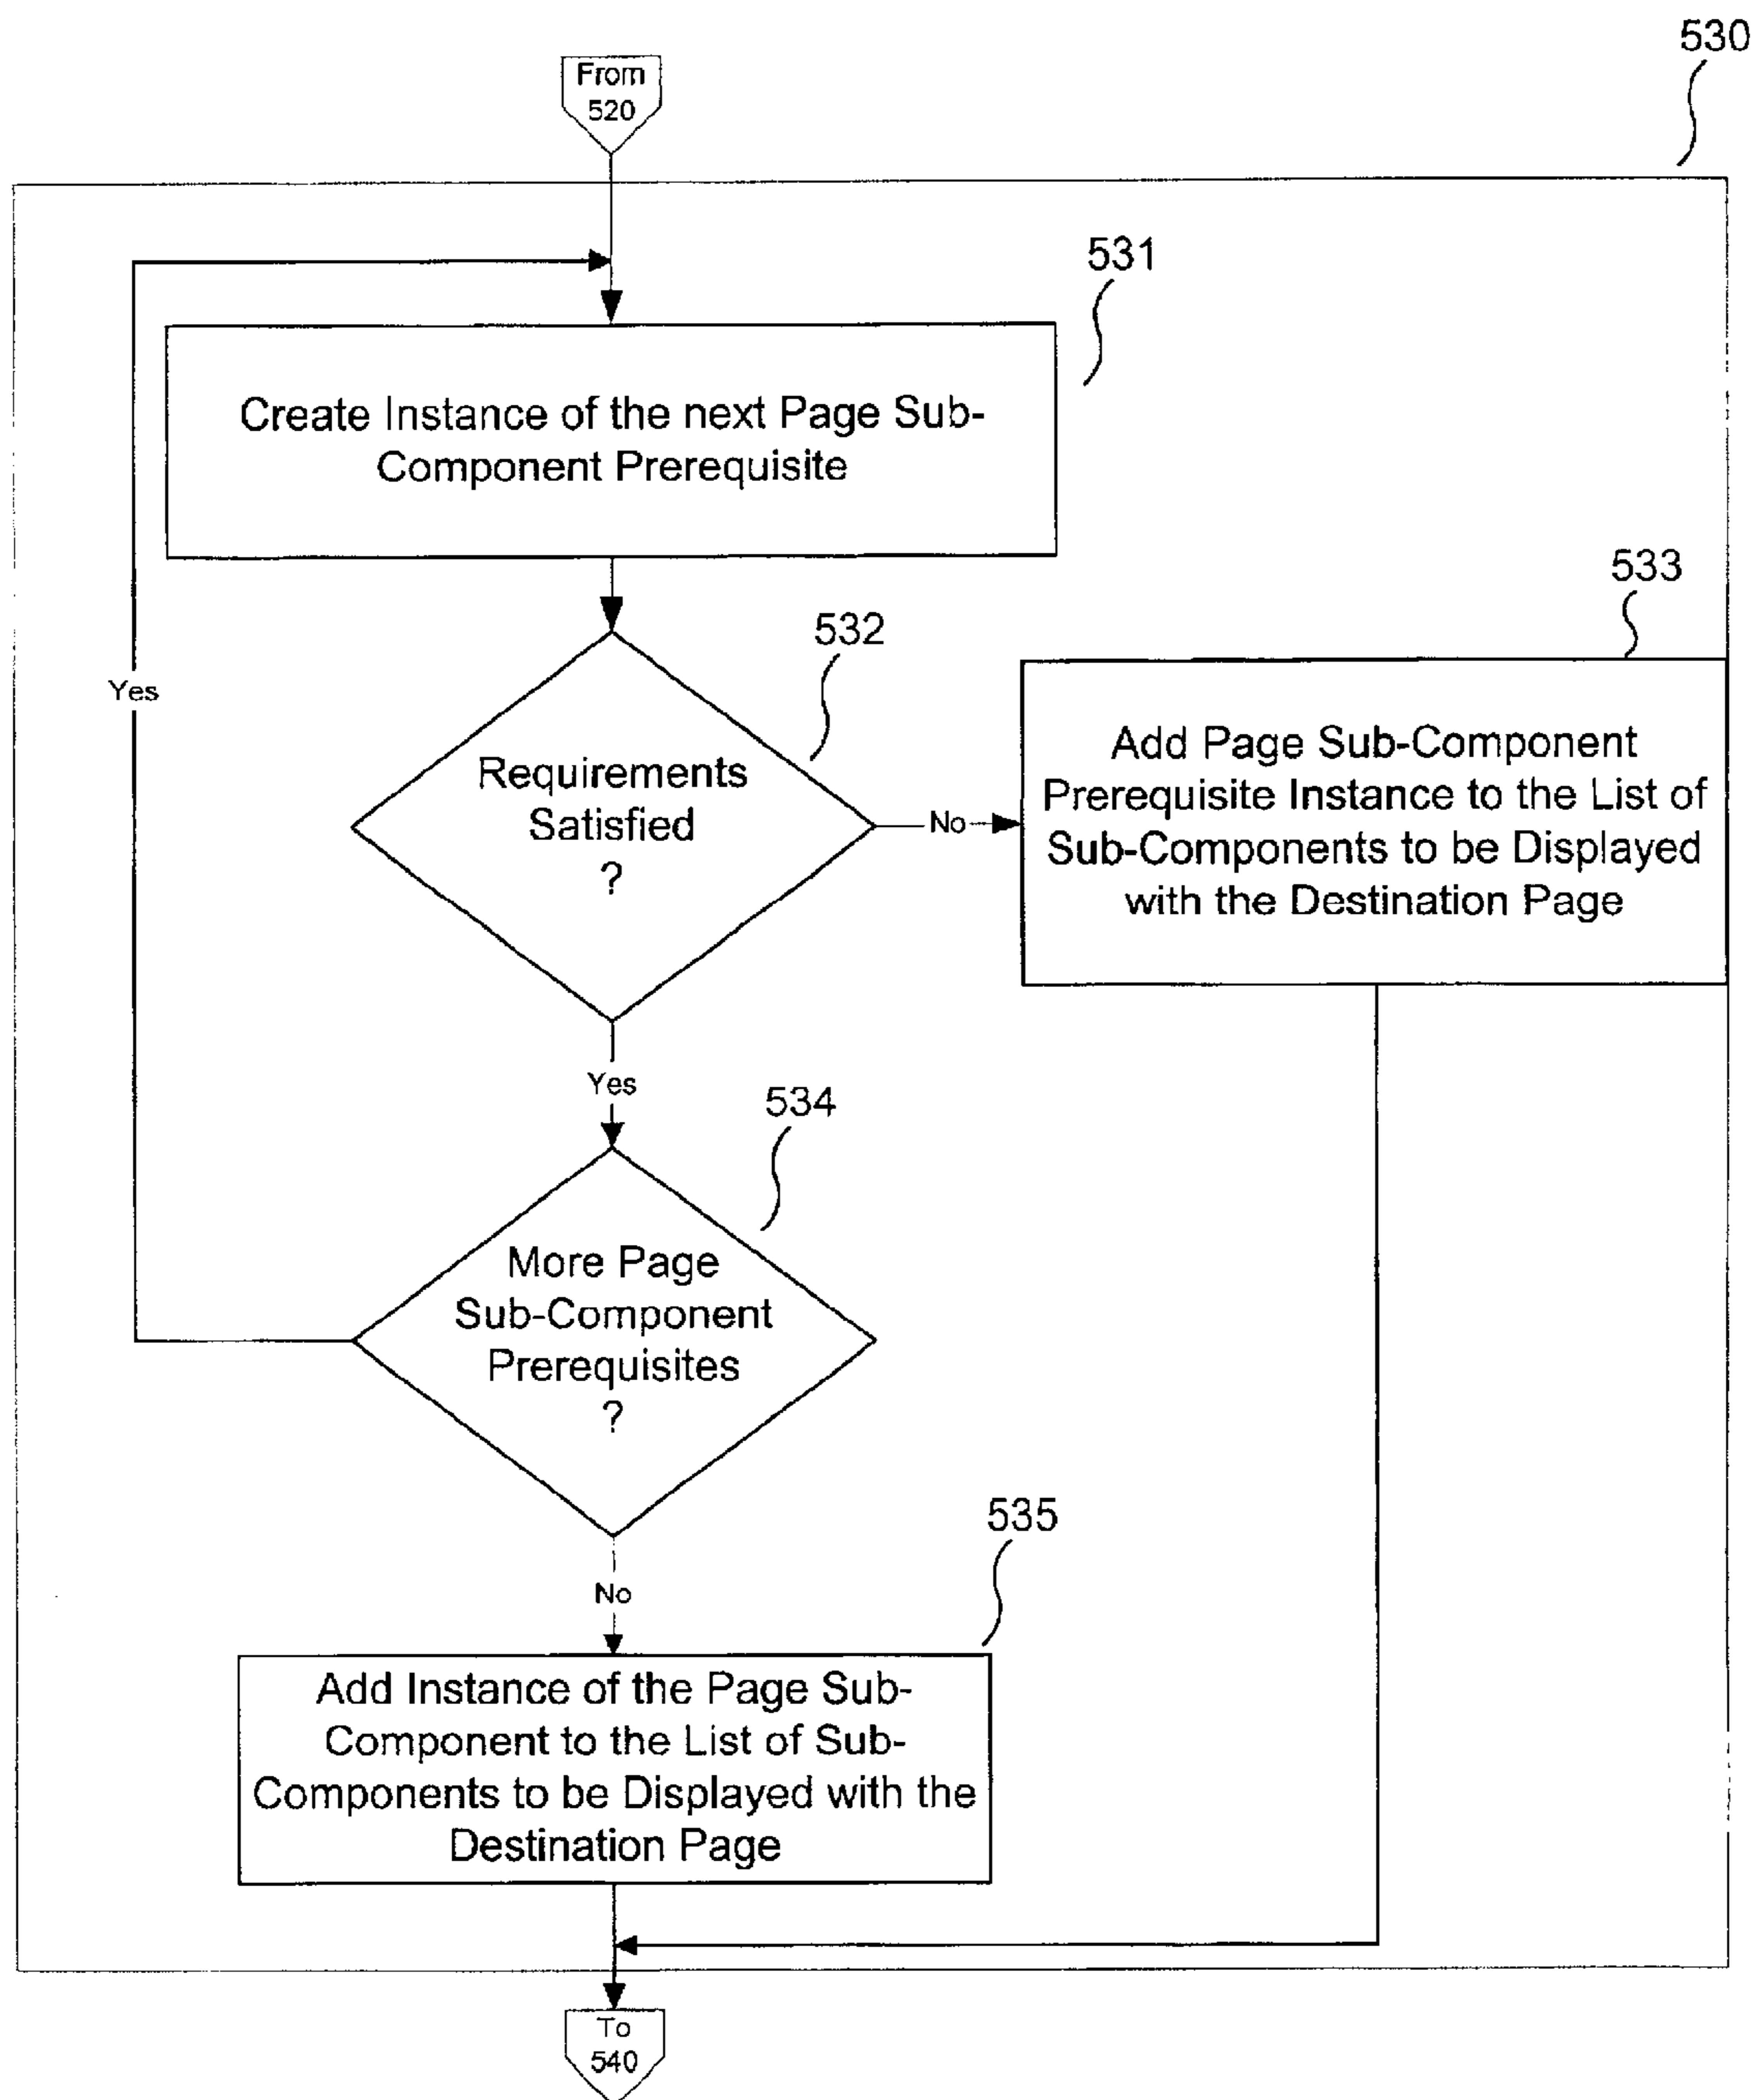 530
From
520
531
Create Instance of the next Page Sub-
Component Prerequisite
532
533
Yes
Requirements
Satisfied
?
No
Add Page Sub-Component
Prerequisite Instance to the List of
Sub-Components to be Displayed
with the Destination Page
Yes
534
More Page
Sub-Component
Prerequisites
?
535
No
Add Instance of the Page Sub-
Component to the List of Sub-
Components to be Displayed with the
Destination Page
To
540